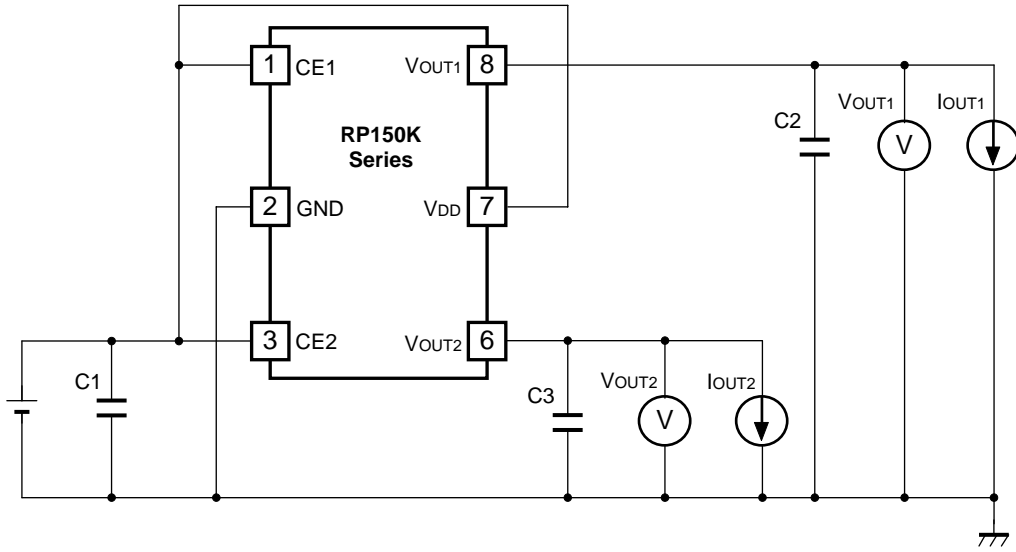 1 CE1
VOUT1 8
RP150K
Series
VOUT1
IOUT1
C2
V
2 GND
VDD 7
3 CE2
VOUT2 6
C1
C3
VOUT2
IOUT2
V